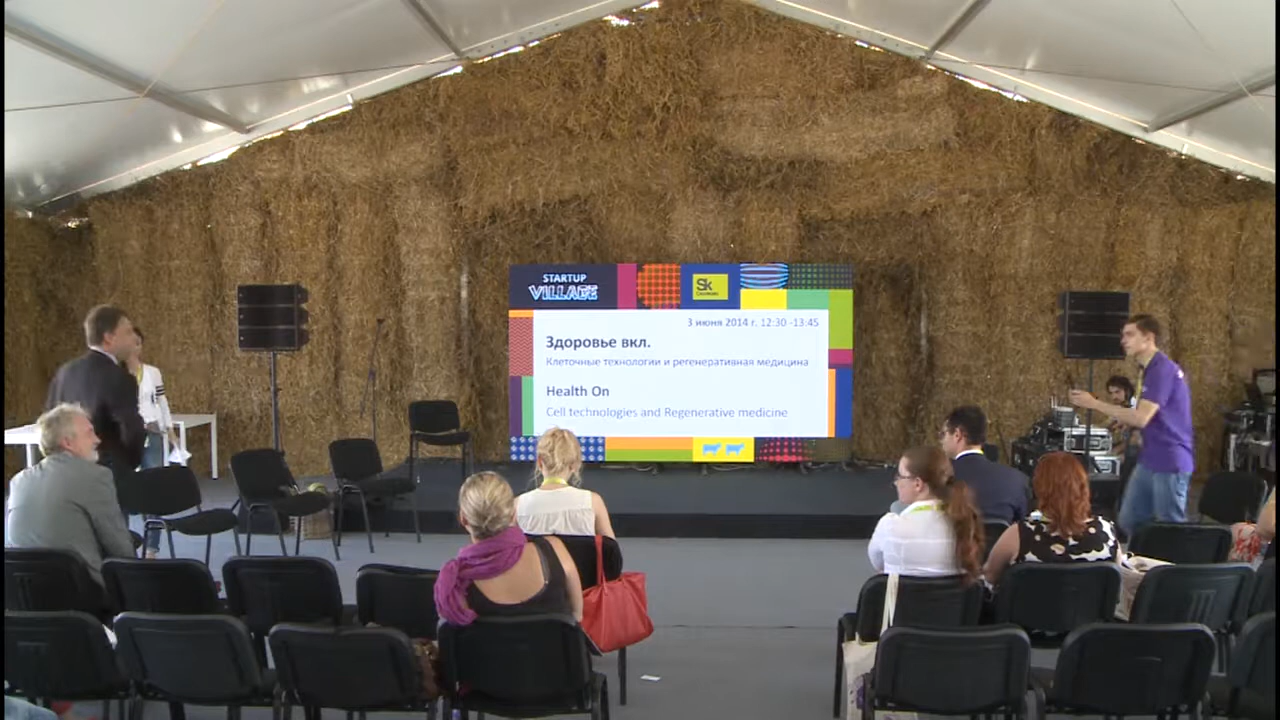 STARTUP
VILLAGE
Sk
3 июня 2014 г. 12:30 -13:45
Здоровье вкл.
Клеточные технологии и регенеративная медицина
Health On
Cell technologies and Regenerative medicine